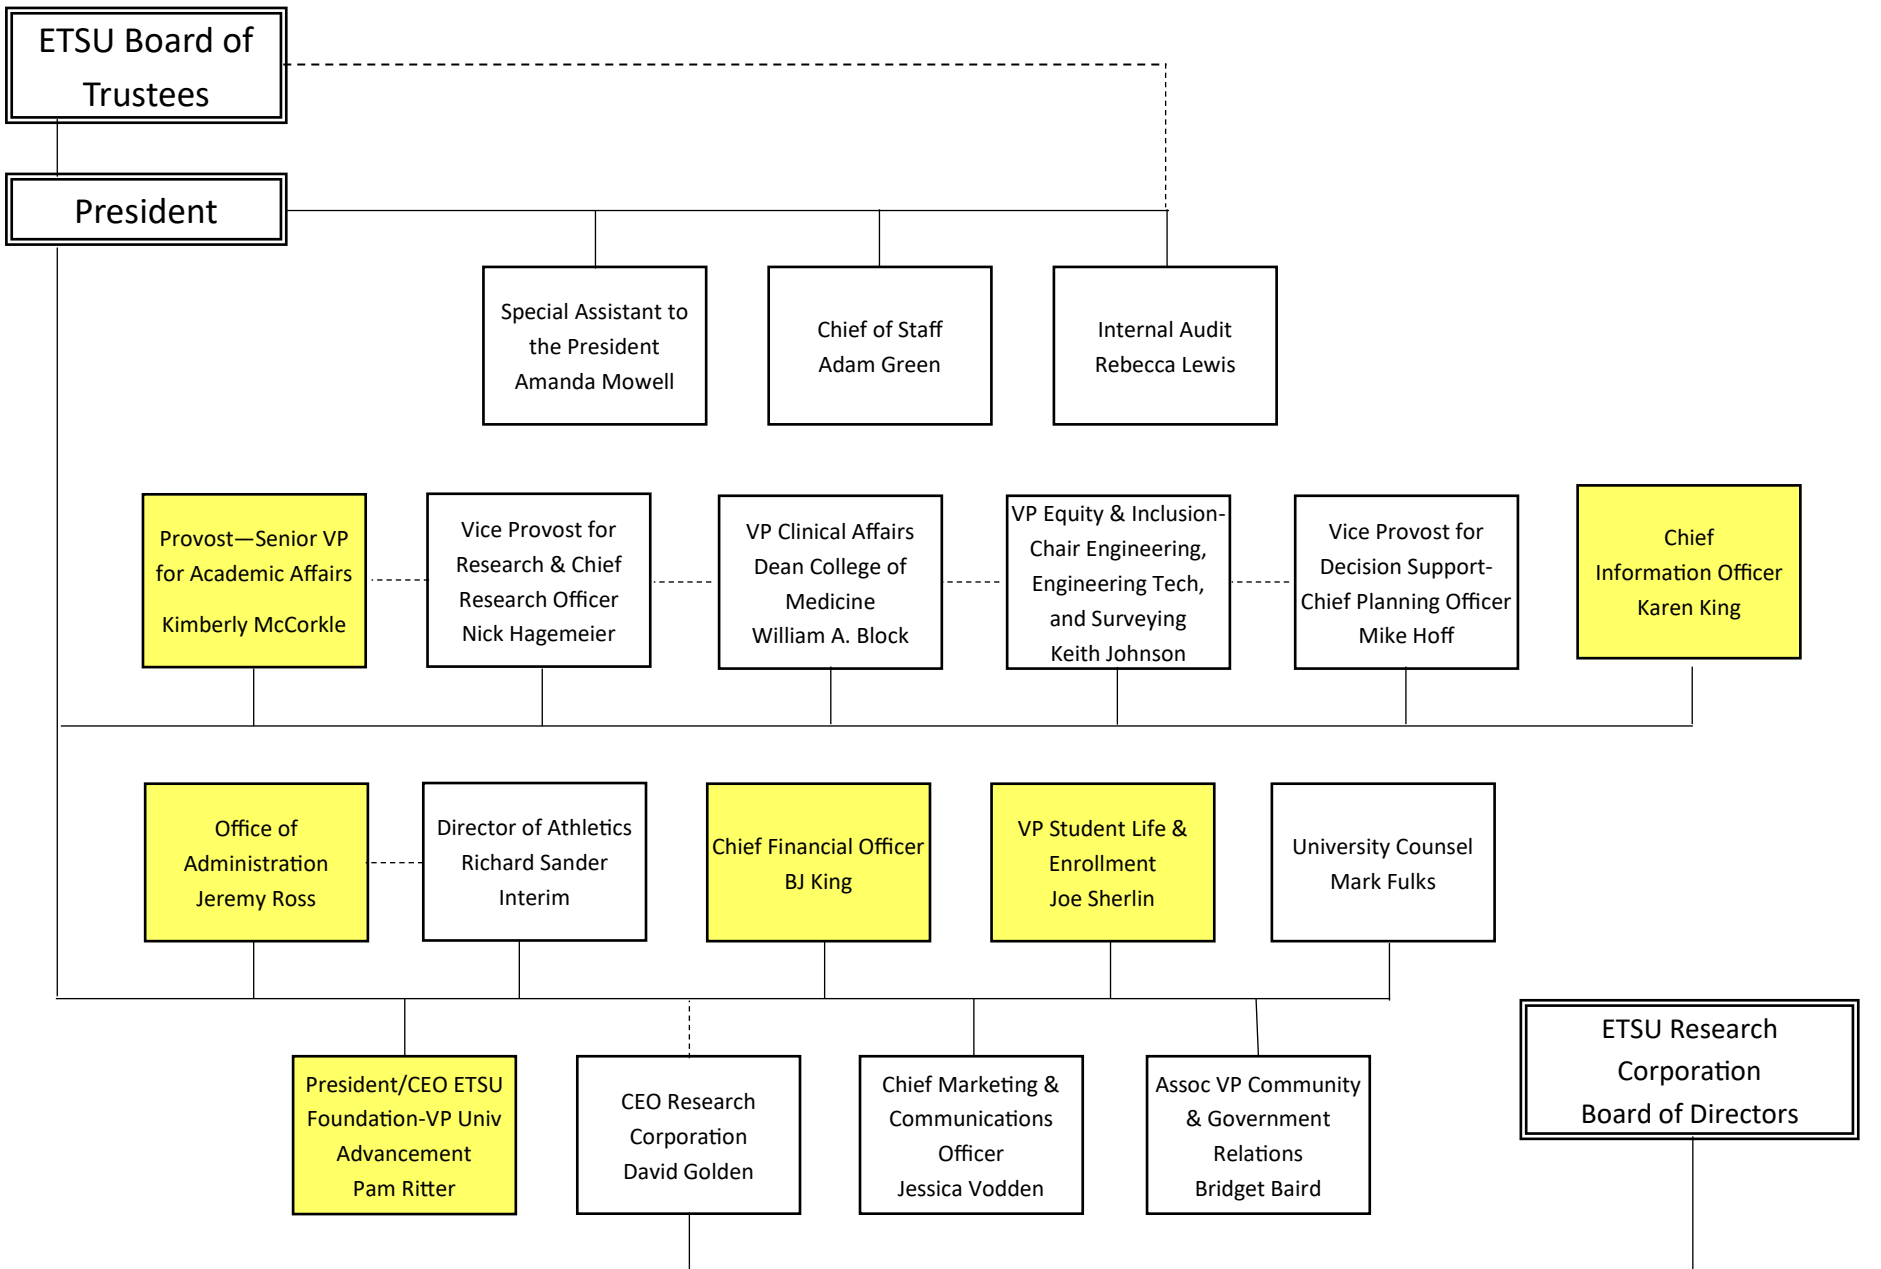 ETSU Board of
Trustees
President
Special Assistant to
the President
Amanda Mowell
Chief of Staff
Adam Green
Internal Audit
Rebecca Lewis
Provost—Senior VP
for Academic Affairs
Kimberly McCorkle
Vice Provost for
Research & Chief
Research Officer
Nick Hagemeier
VP Clinical Affairs
Dean College of
Medicine
William A. Block
VP Equity & Inclusion-
Chair Engineering,
Engineering Tech,
and Surveying
Keith Johnson
Vice Provost for
Decision Support-
Chief Planning Officer
Mike Hoff
Chief
Information Officer
Karen King
Office of
Administration
Jeremy Ross
Director of Athletics
Richard Sander
Interim
Chief Financial Officer
BJ King
VP Student Life &
Enrollment
Joe Sherlin
University Counsel
Mark Fulks
President/CEO ETSU
Foundation-VP Univ
Advancement
Pam Ritter
CEO Research
Corporation
David Golden
Chief Marketing &
Communications
Officer
Jessica Vodden
Assoc VP Community
& Government
Relations
Bridget Baird
ETSU Research
Corporation
Board of Directors